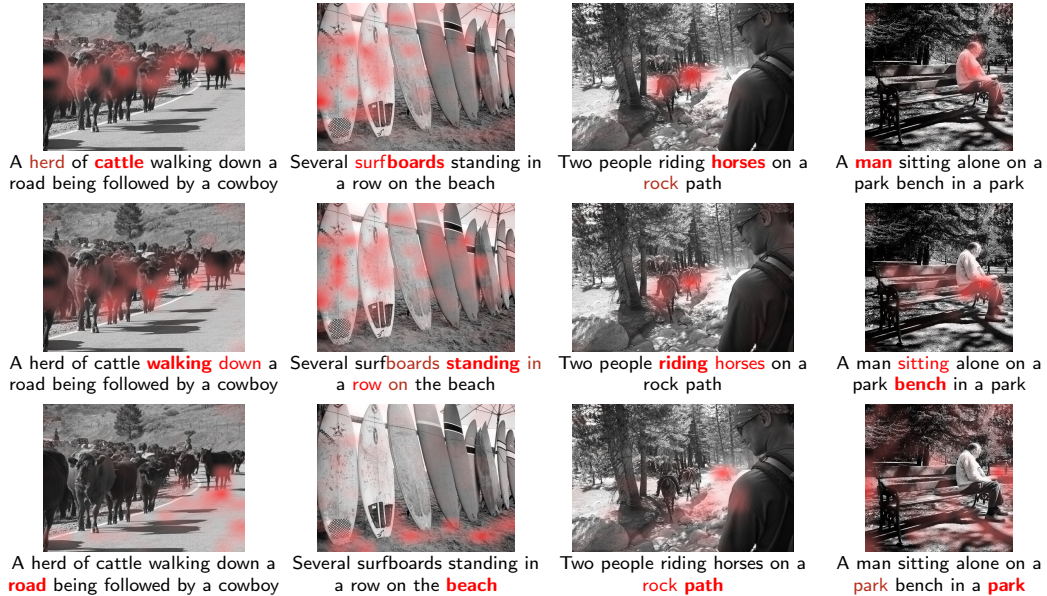 A herd of cattle walking down a
road being followed by a cowboy
Several surfboards standing in
a row on the beach
Two people riding horses on a
rock path
A man sitting alone on a
park bench in a park
A herd of cattle walking down a
road being followed by a cowboy
Several surfboards standing in
a row on the beach
Two people riding horses on a
rock path
A man sitting alone on a
park bench in a park
A herd of cattle walking down a
road being followed by a cowboy
Several surfboards standing in
a row on the beach
Two people riding horses on a
rock path
A man sitting alone on a
park bench in a park